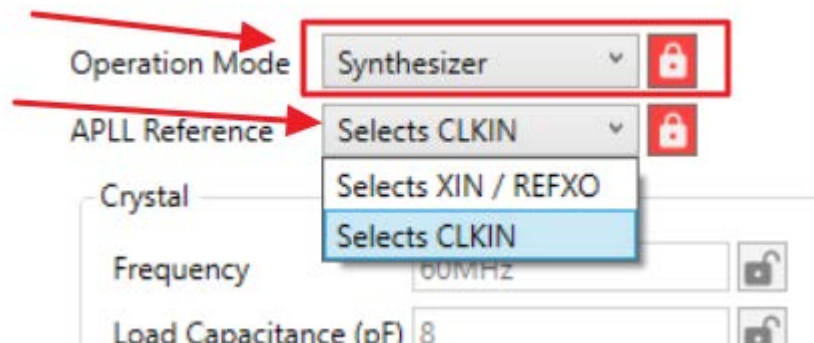 Operation Mode Synthesizer
APLL Reference Selects CLKIN
Selects XIN / REFXO
Crystal
Selects CLKIN
Frequency 60MHz
Load Capacitance (pF) 8